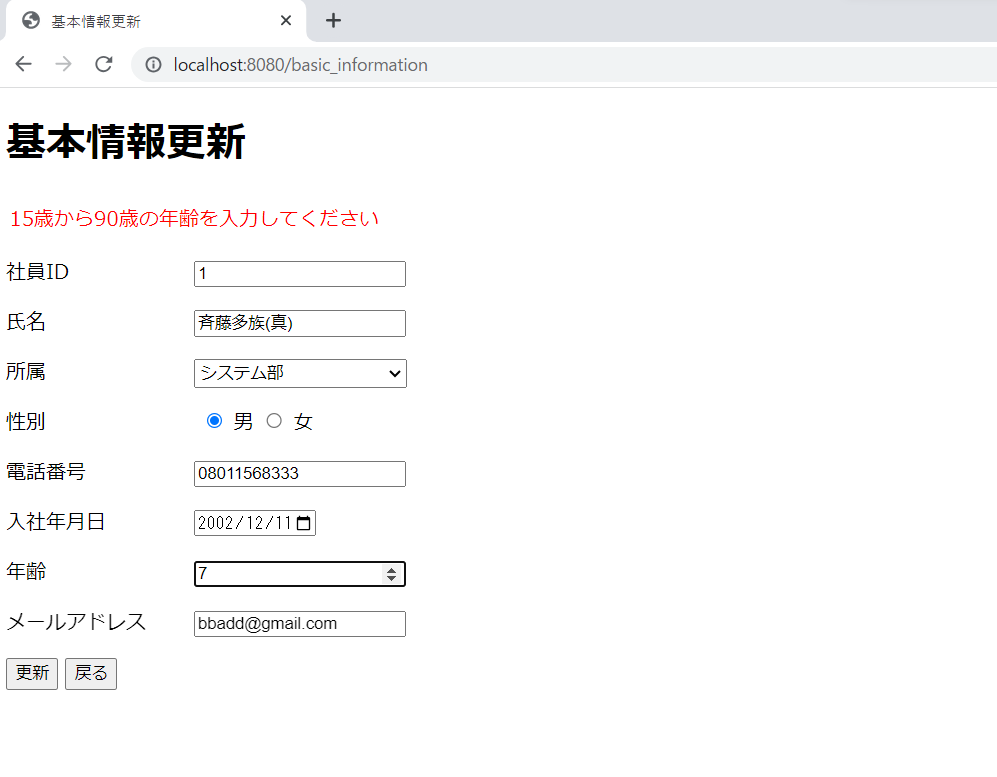 基本情報更新
localhost:8080/basic_information
基本情報更新
15歳から90歳の年齢を入力してください
社員ID 1
氏名 斉藤多族(真)
所属 システム部
性別 男 女
電話番号 08011568333
入社年月日 2002/12/11
年齢 7
メールアドレス bbadd@gmail.com
更新 戻る